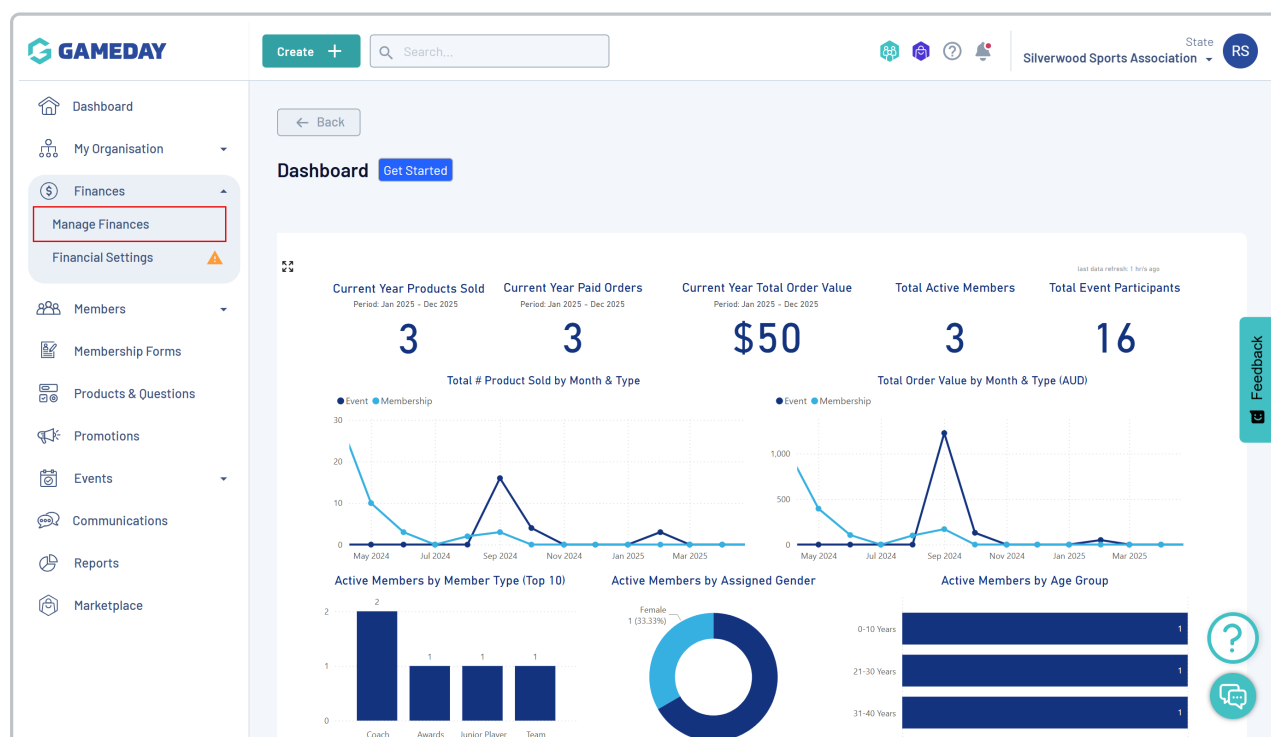 GAMEDAY
Create +
Search...
State
Silverwood Sports Association
RS
Dashboard
My Organisation
Finances
Manage Finances
Financial Settings
Members
Membership Forms
Products & Questions
Promotions
Events
Communications
Reports
Marketplace
← Back
Dashboard Get Started
last data refresh: 1 hr/s ago
Current Year Products Sold
Period: Jan 2025 - Dec 2025
3
Current Year Paid Orders
Period: Jan 2025 - Dec 2025
3
Current Year Total Order Value
Period: Jan 2025 - Dec 2025
$50
Total Active Members
3
Total Event Participants
16
Total # Product Sold by Month & Type
Event Membership
30
20
10
0
May 2024 Jul 2024 Sep 2024 Nov 2024 Jan 2025 Mar 2025
Total Order Value by Month & Type (AUD)
Event Membership
1,000
500
0
May 2024 Jul 2024 Sep 2024 Nov 2024 Jan 2025 Mar 2025
Active Members by Member Type (Top 10)
2
1
0
2 1 1 1
Coach Awards Junior Player Team
Active Members by Assigned Gender
Female
1 (33.33%)
Active Members by Age Group
0-10 Years 1
21-30 Years 1
31-40 Years 1
Feedback
?